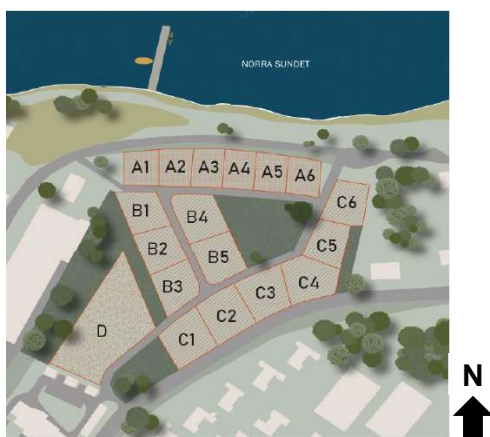 NORRA SUNDET
A1 A2 A3 A4 A5 A6
B1 B4 C6
B2 B5 C5
B3 C4
D C3
C2
C1
N